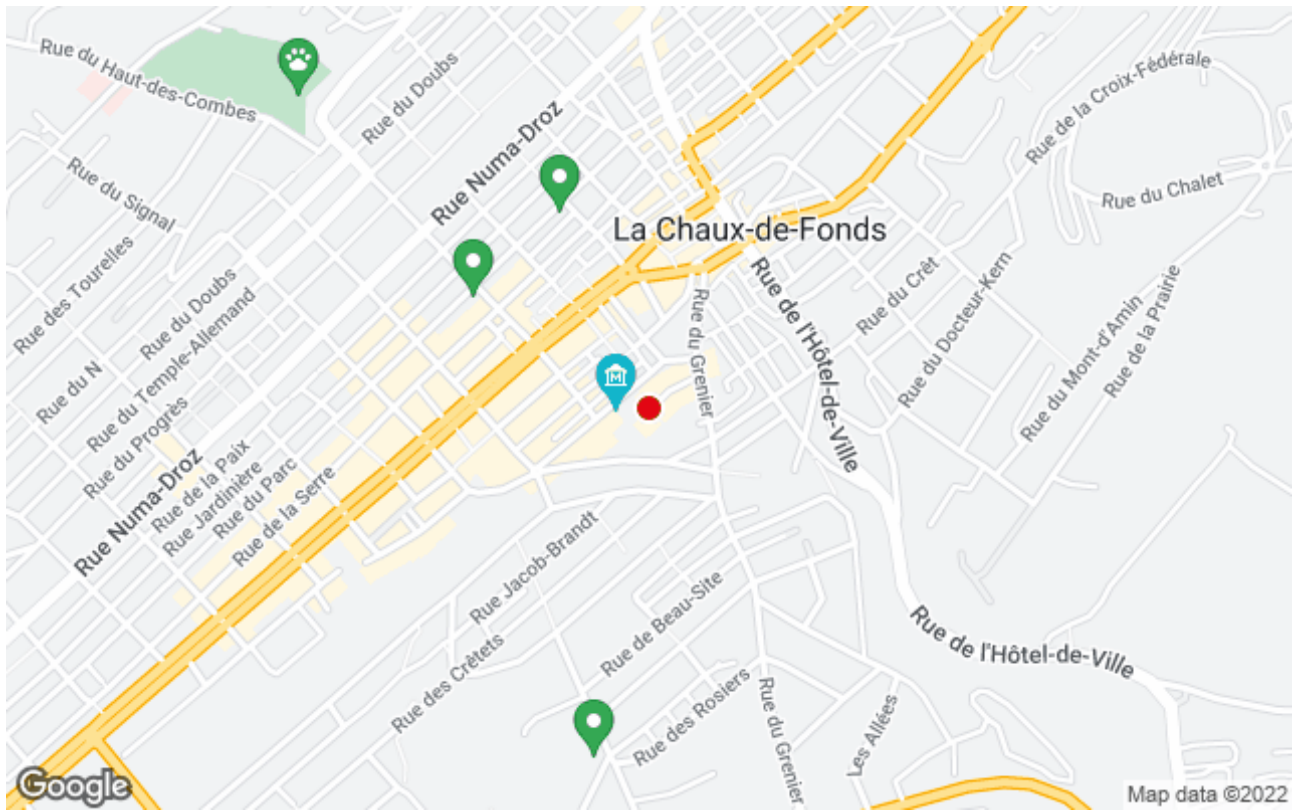 Rue du Haut-des-Combes
Rue du Doubs
Rue Numa-Droz
Rue de la Croix-Fédérale
Rue du Signal
Rue du Chalet
La Chaux-de-Fonds
Rue des Tourelles
Rue du Doubs
Rue du Temple-Allemand
Rue du N
Rue du Progrès
Rue Numa-Droz
Rue de la Paix
Rue Jardinière
Rue du Parc
Rue de la Serre
Rue du Grenier
Rue de l'Hôtel-de-Ville
Rue du Crêt
Rue du Docteur-Kern
Rue du Mont-d'Amin
Rue de la Prairie
M
Rue Jacob-Brandt
Rue de Beau-Site
Rue des Crêtets
Rue des Rosiers
Rue du Grenier
Les Allées
Rue de l'Hôtel-de-Ville
Google
Map data ©2022